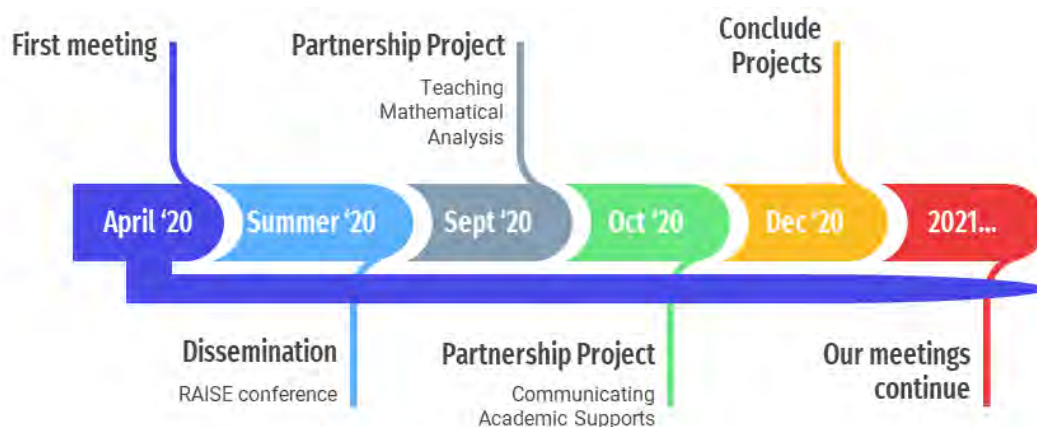 First meeting
Partnership Project
Teaching
Mathematical
Analysis
Conclude
Projects
April ‘20
Summer ‘20
Sept ‘20
Oct ‘20
Dec ‘20
2021...
Dissemination
RAISE conference
Partnership Project
Communicating
Academic Supports
Our meetings
continue